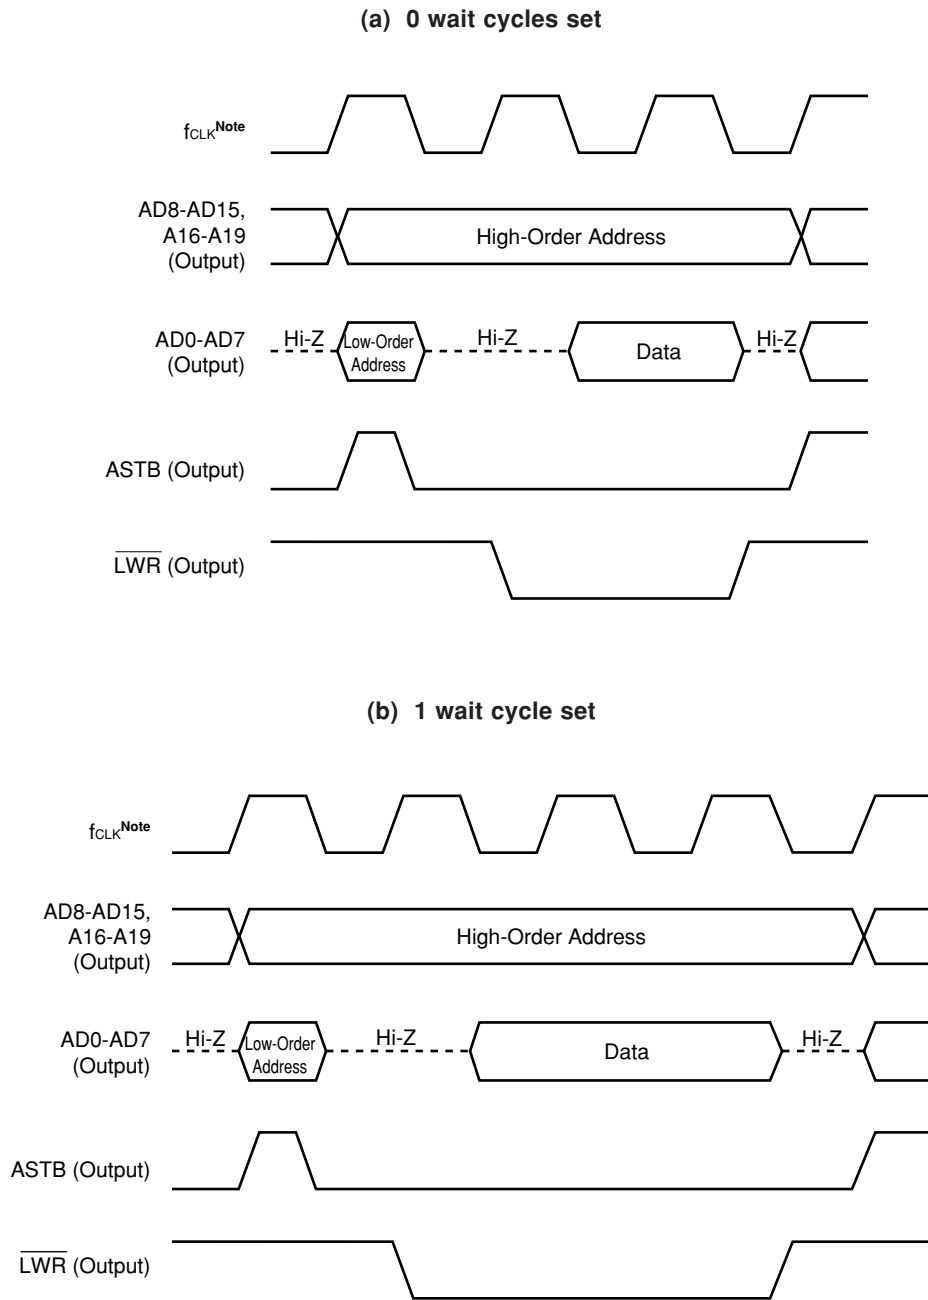 (a) 0 wait cycles set
fCLKNote
AD8-AD15,
A16-A19
(Output)
High-Order Address
AD0-AD7
(Output)
Hi-Z
Low-Order
Address
Hi-Z
Data
Hi-Z
ASTB (Output)
LWR (Output)
(b) 1 wait cycle set
fCLKNote
AD8-AD15,
A16-A19
(Output)
High-Order Address
AD0-AD7
(Output)
Hi-Z
Low-Order
Address
Hi-Z
Data
Hi-Z
ASTB (Output)
LWR (Output)